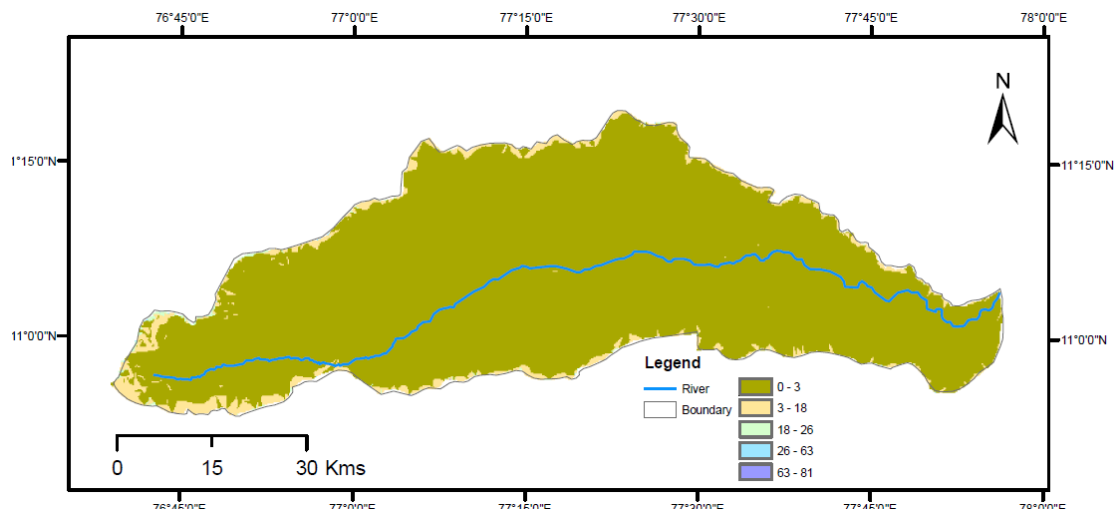 76°45'0"E 77°0'0"E 77°15'0"E 77°30'0"E 77°45'0"E 78°0'0"E
N
1°15'0"N 11°15'0"N
11°0'0"N 11°0'0"N
Legend
River
Boundary
0 - 3
3 - 18
18 - 26
26 - 63
63 - 81
0 15 30 Kms
76°45'0"E 77°0'0"E 77°15'0"E 77°30'0"E 77°45'0"E 78°0'0"E